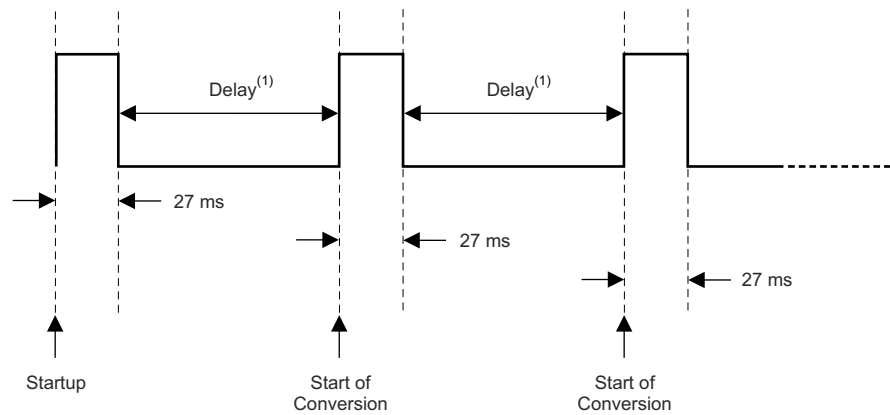 Delay(1)
Delay(1)
27 ms
27 ms
27 ms
Startup
Start of
Conversion
Start of
Conversion